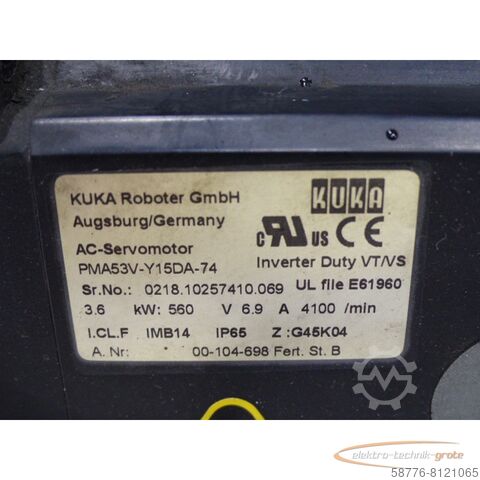 KUKA Roboter GmbH
Augsburg/Germany
KUKA
c RU US CE
AC-Servomotor
PMA53V-Y15DA-74
Inverter Duty VT/VS
Sr.No.: 0218.10257410.069 UL file E61960
3.6 kW: 560 V 6.9 A 4100 /min
I.CL.F IMB14 IP65 Z :G45K04
A. Nr: 00-104-698 Fert. St. B
elektro-technik-grote
.de
58776-8121065